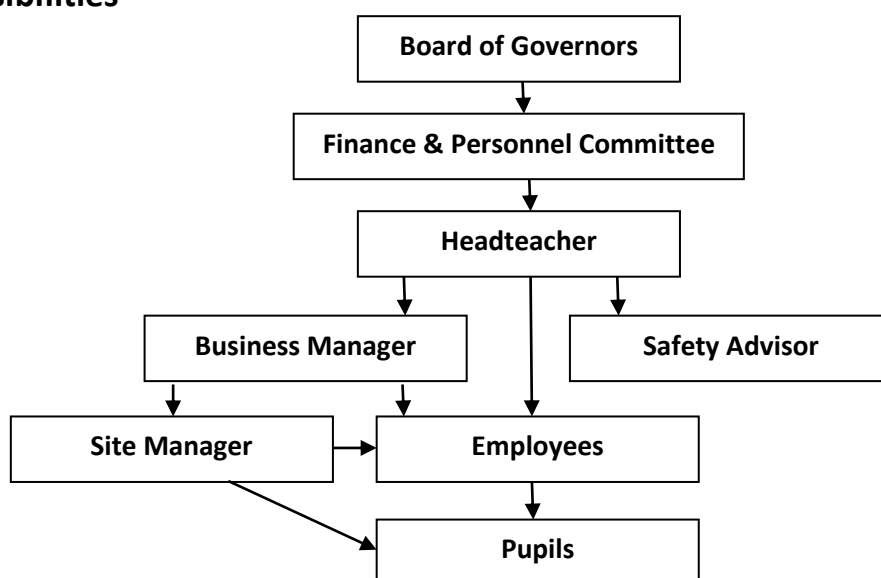 Board of Governors
Finance & Personnel Committee
Headteacher
Business Manager
Safety Advisor
Site Manager
Employees
Pupils